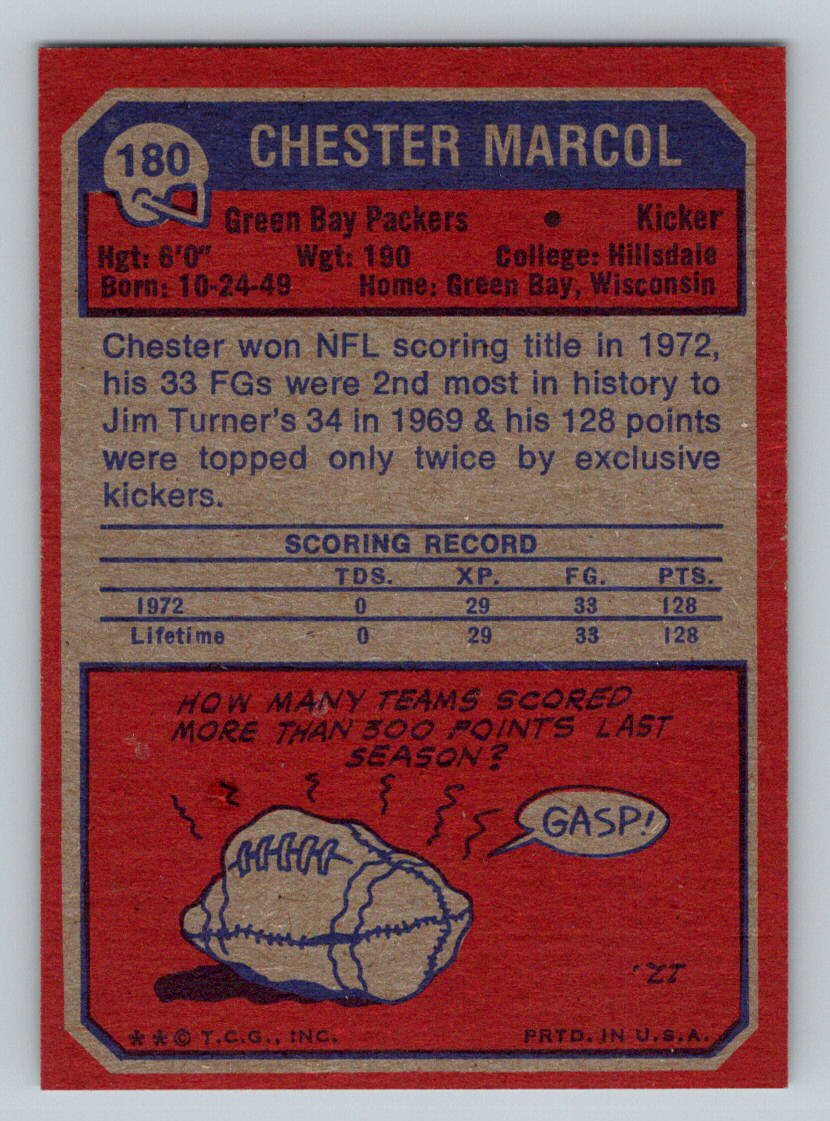 180
CHESTER MARCOL
Green Bay Packers • Kicker
Hgt: 6'0" Wgt: 190 College: Hillsdale
Born: 10-24-49 Home: Green Bay, Wisconsin
Chester won NFL scoring title in 1972,
his 33 FGs were 2nd most in history to
Jim Turner's 34 in 1969 & his 128 points
were topped only twice by exclusive
kickers.
SCORING RECORD
TDS. XP. FG. PTS.
1972 0 29 33 128
Lifetime 0 29 33 128
HOW MANY TEAMS SCORED
MORE THAN 300 POINTS LAST
SEASON?
GASP!
'ZT
** © T.C.G., INC. PRTD. IN U.S.A.